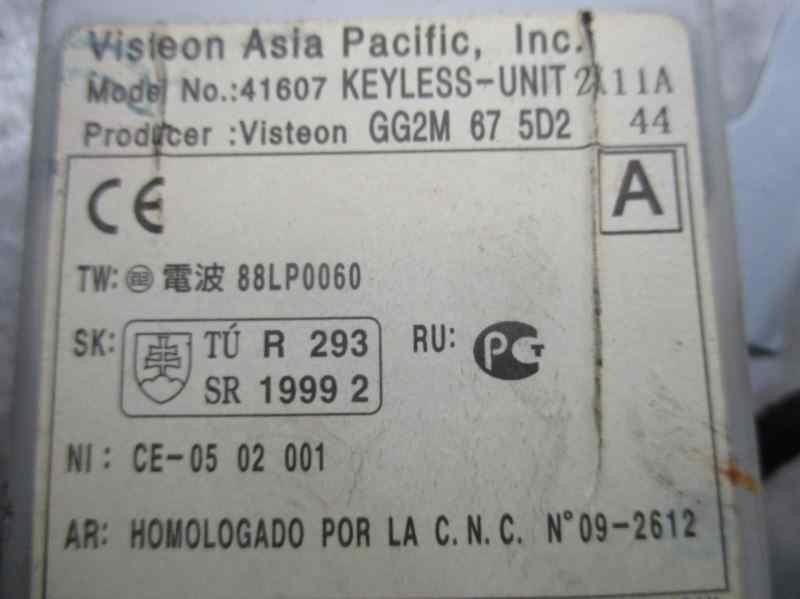 Visteon Asia Pacific, Inc.
Model No.:41607 KEYLESS-UNIT 11A
Producer :Visteon GG2M 67 5D2 44
CE A
TW: 電波 88LP0060
SK: TÚ R 293 RU: PCT
SR 1999 2
NI: CE-05 02 001
AR: HOMOLOGADO POR LA C.N.C. N°09-2612